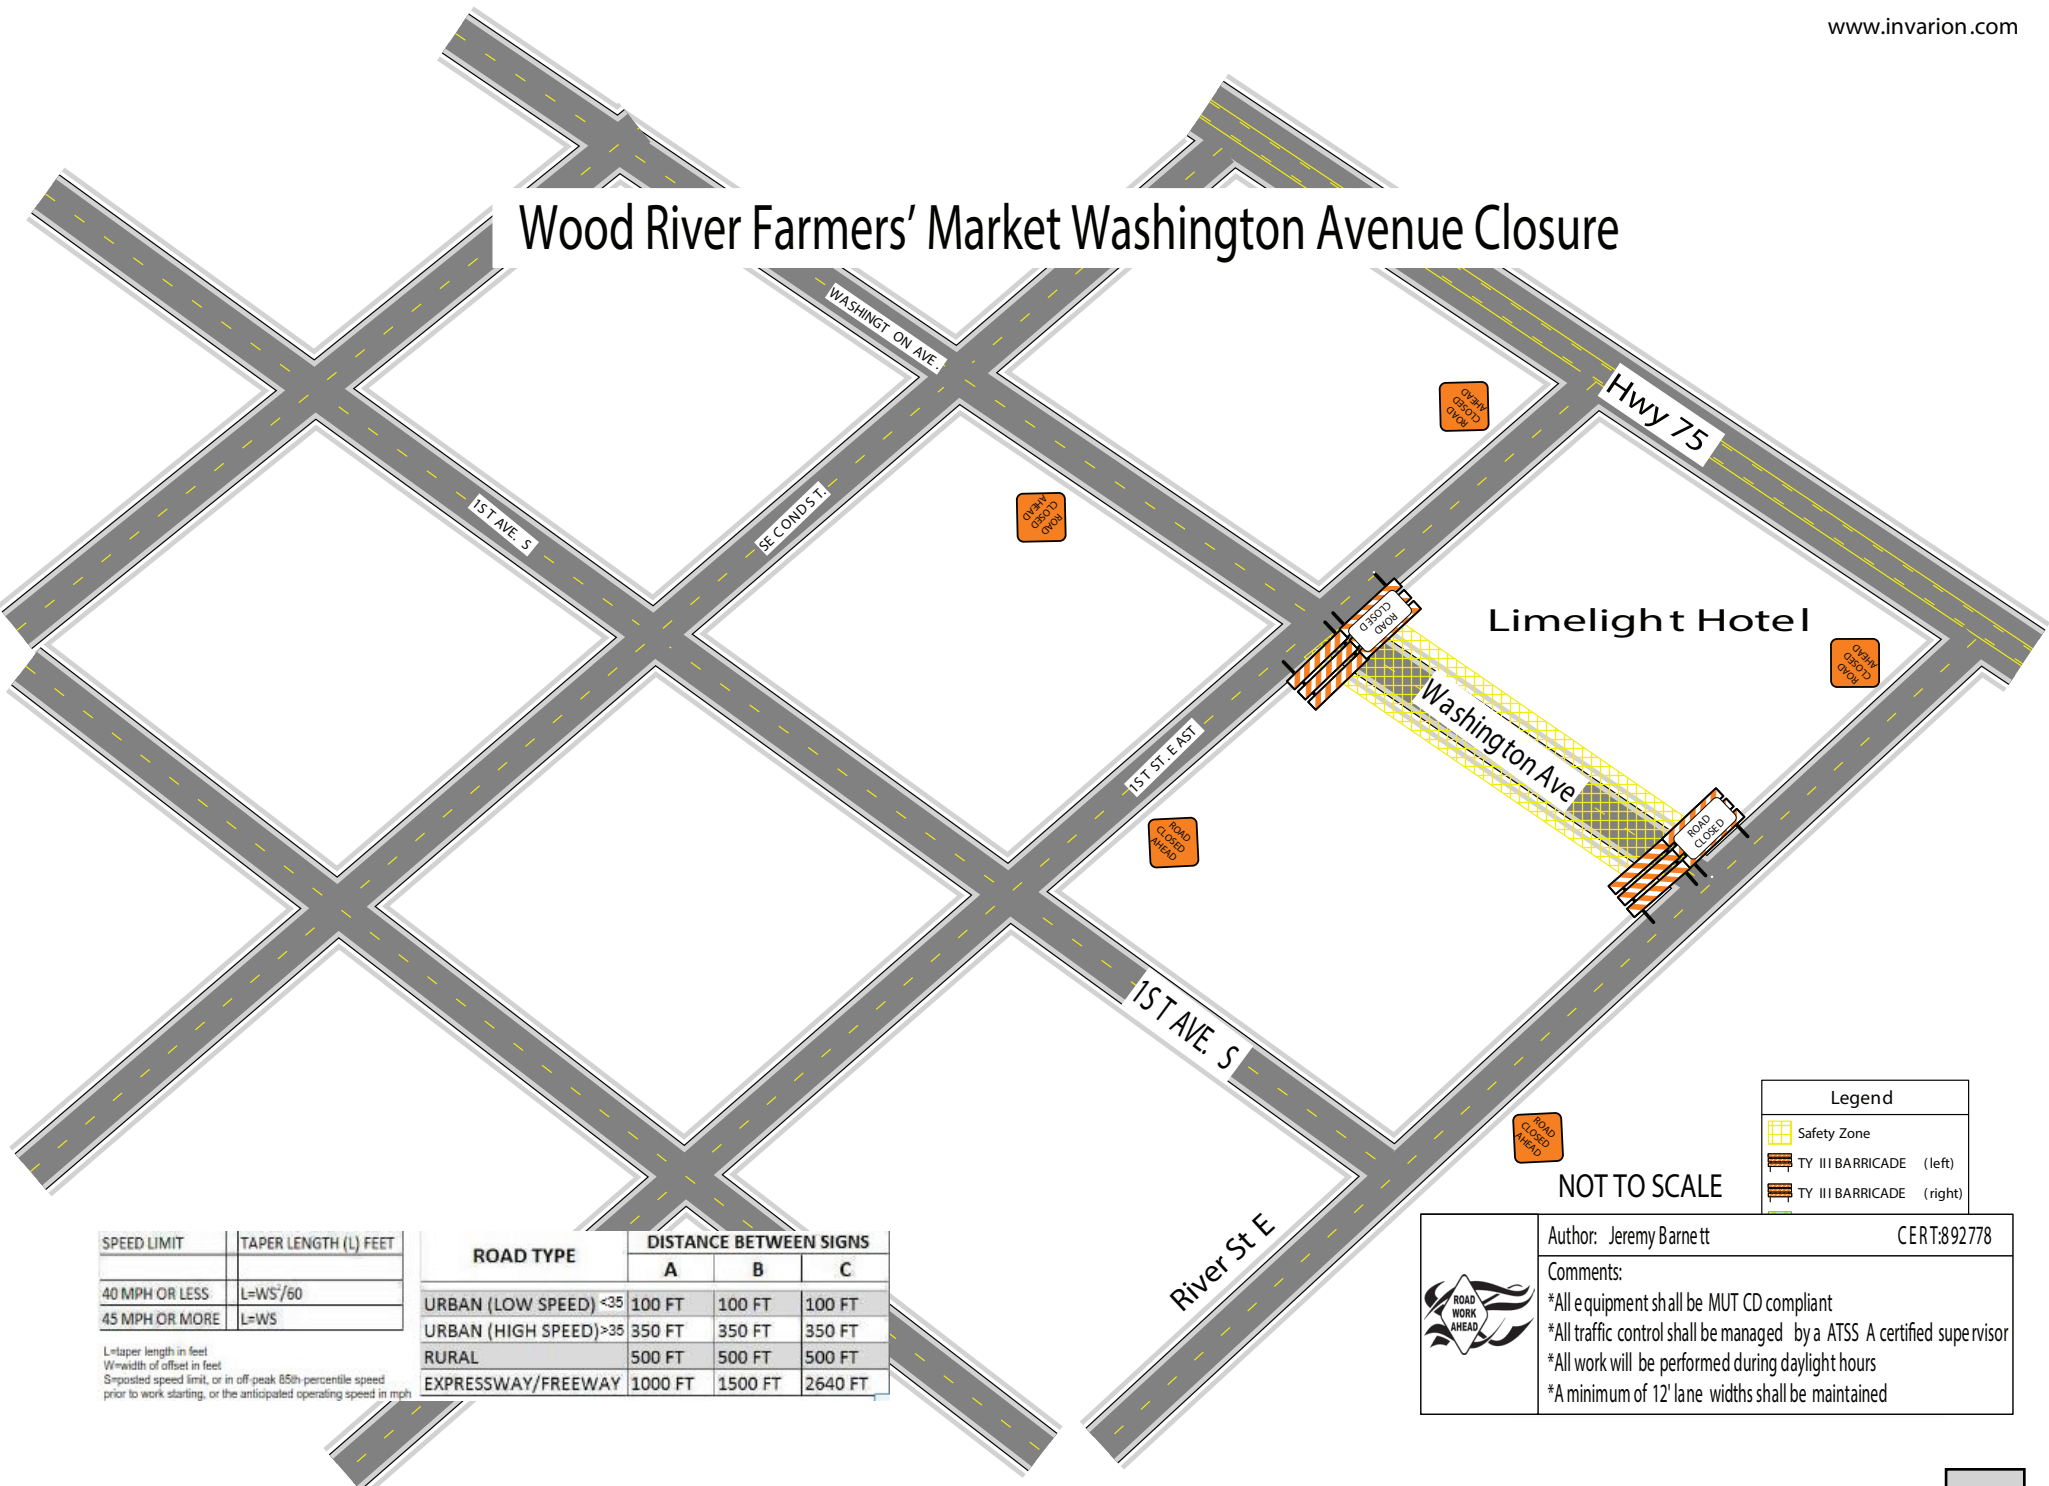 www.invarion.com
Wood River Farmers’ Market Washington Avenue Closure
WASHINGT ON AVE.
Hwy 75
ROAD CLOSED AHEAD
ROAD CLOSED AHEAD
1ST AVE. S
SE COND S T.
ROAD CLOSED
Limelight Hotel
ROAD CLOSED AHEAD
Washington Ave
1S T ST. E AST
ROAD CLOSED
ROAD CLOSED AHEAD
1S T AVE. S
ROAD CLOSED AHEAD
River St E
NOT TO SCALE
Legend
Safety Zone
TY III BARRICADE (left)
TY III BARRICADE (right)
SPEED LIMIT TAPER LENGTH (L) FEET
40 MPH OR LESS L=WS²/60
45 MPH OR MORE L=WS
L=taper length in feet
W=width of offset in feet
S=posted speed limit, or in off-peak 85th-percentile speed
prior to work starting, or the anticipated operating speed in mph
ROAD TYPE DISTANCE BETWEEN SIGNS
A B C
URBAN (LOW SPEED) <35 100 FT 100 FT 100 FT
URBAN (HIGH SPEED) >35 350 FT 350 FT 350 FT
RURAL 500 FT 500 FT 500 FT
EXPRESSWAY/FREEWAY 1000 FT 1500 FT 2640 FT
ROAD
WORK
AHEAD
Author: Jeremy Barnett CERT:892778
Comments:
*All equipment shall be MUT CD compliant
*All traffic control shall be managed by a ATSS A certified supervisor
*All work will be performed during daylight hours
*A minimum of 12' lane widths shall be maintained